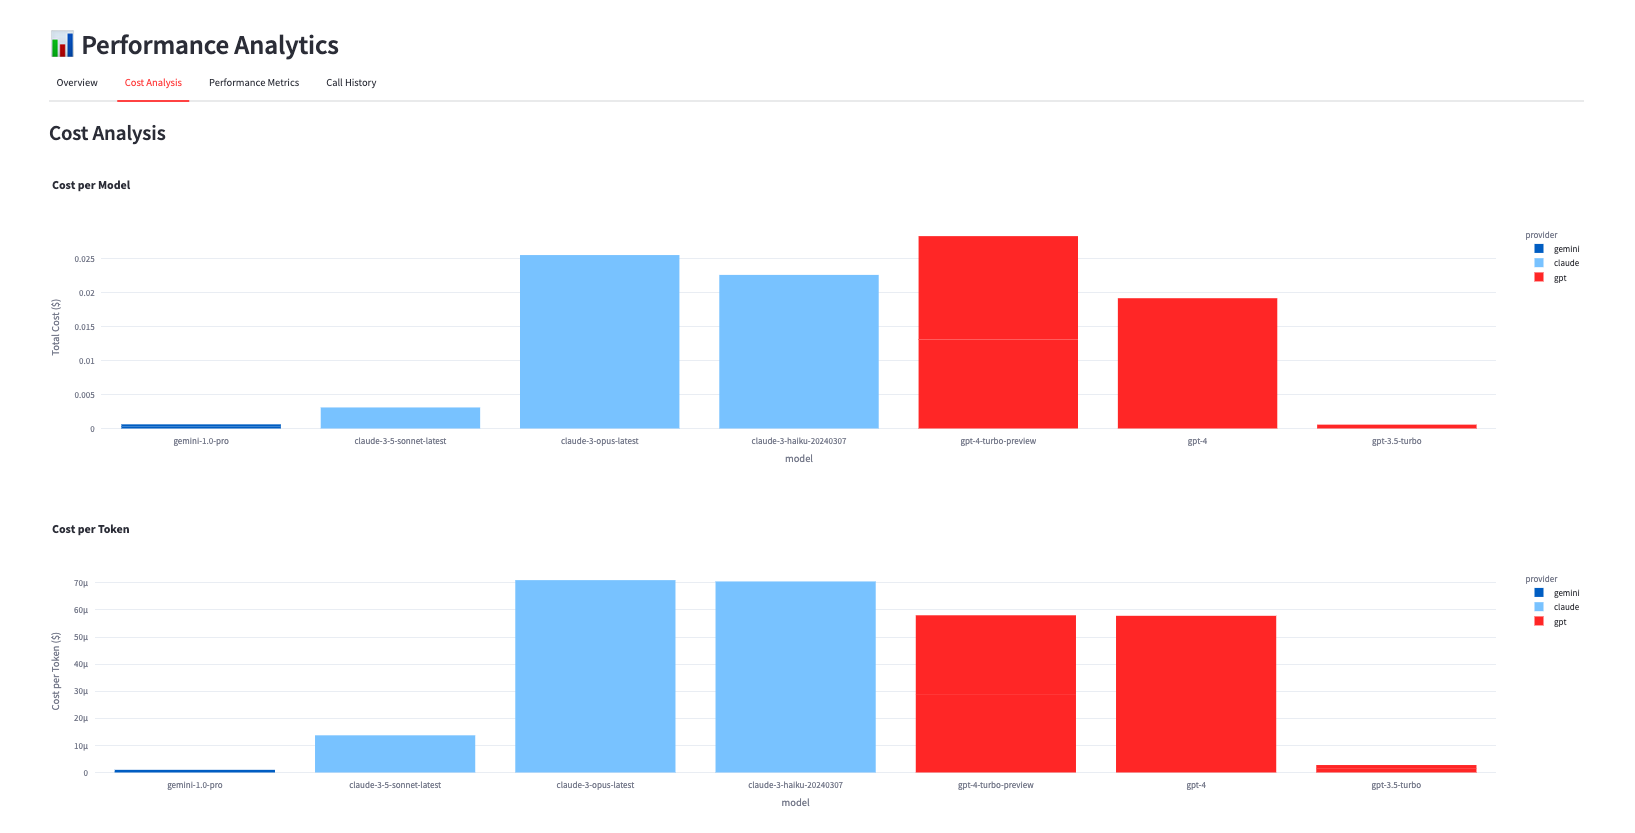 Performance Analytics
Overview Cost Analysis Performance Metrics Call History
Cost Analysis
Cost per Model
provider
gemini
claude
gpt
0.025
0.02
0.015
0.01
0.005
0
Total Cost ($)
gemini-1.0-pro claude-3-5-sonnet-latest claude-3-opus-latest claude-3-haiku-20240307 gpt-4-turbo-preview gpt-4 gpt-3.5-turbo
model
Cost per Token
provider
gemini
claude
gpt
70μ
60μ
50μ
40μ
30μ
20μ
10μ
0
Cost per Token ($)
gemini-1.0-pro claude-3-5-sonnet-latest claude-3-opus-latest claude-3-haiku-20240307 gpt-4-turbo-preview gpt-4 gpt-3.5-turbo
model